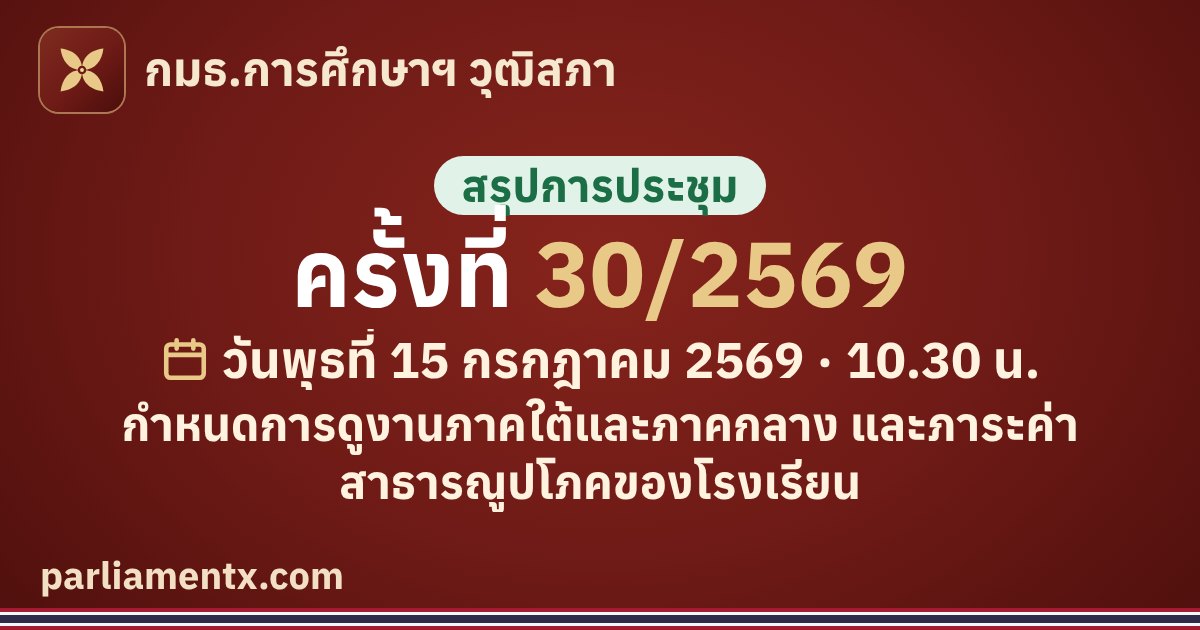 กมธ.การศึกษาฯ วุฒิสภา
สรุปการประชุม
ครั้งที่ 30/2569
วันพุธที่ 15 กรกฎาคม 2569 · 10.30 น.
กำหนดการดูงานภาคใต้และภาคกลาง และภาระค่า
สาธารณูปโภคของโรงเรียน
parliamentx.com